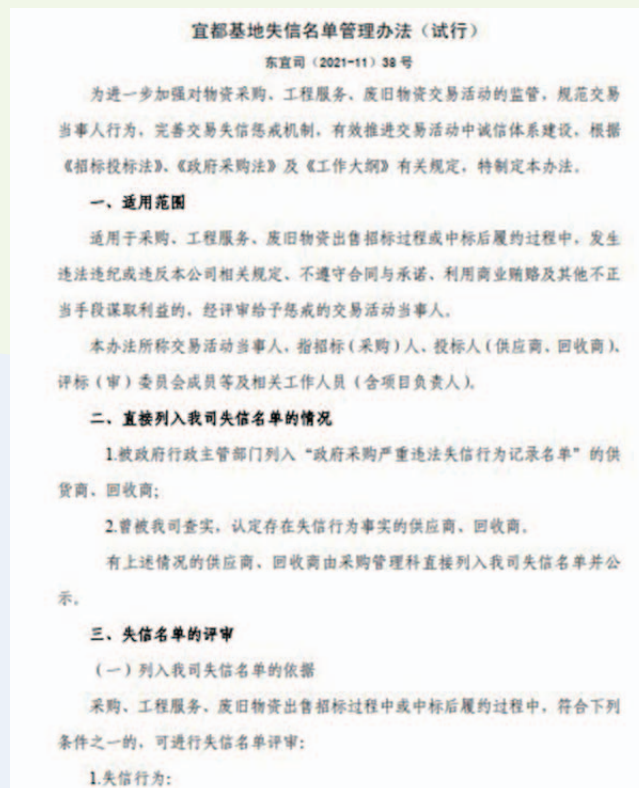 宜都基地失信名单管理办法（试行）
东宜司（2021-11）38 号
为进一步加强对物资采购、工程服务、废旧物资交易活动的监管，规范交易
当事人行为，完善交易失信惩戒机制，有效推进交易活动中诚信体系建设，根据
《招标投标法》、《政府采购法》及《工作大纲》有关规定，特制定本办法。
一、适用范围
适用于采购、工程服务、废旧物资出售招标过程或中标后履约过程中，发生
违法违纪或违反本公司相关规定、不遵守合同与承诺、利用商业贿赂及其他不正
当手段谋取利益的，经评审给予惩戒的交易活动当事人。
本办法所称交易活动当事人，指招标（采购）人、投标人（供应商、回收商）、
评标（审）委员会成员等及相关工作人员（含项目负责人）。
二、直接列入我司失信名单的情况
1.被政府行政主管部门列入“政府采购严重违法失信行为记录名单”的供
货商、回收商；
2.曾被我司查实，认定存在失信行为事实的供应商、回收商。
有上述情况的供应商、回收商由采购管理科直接列入我司失信名单并公
示。
三、失信名单的评审
（一）列入我司失信名单的依据
采购、工程服务、废旧物资出售招标过程中或中标后履约的过程中，符合下列
条件之一的，可进行失信名单评审：
1.失信行为：